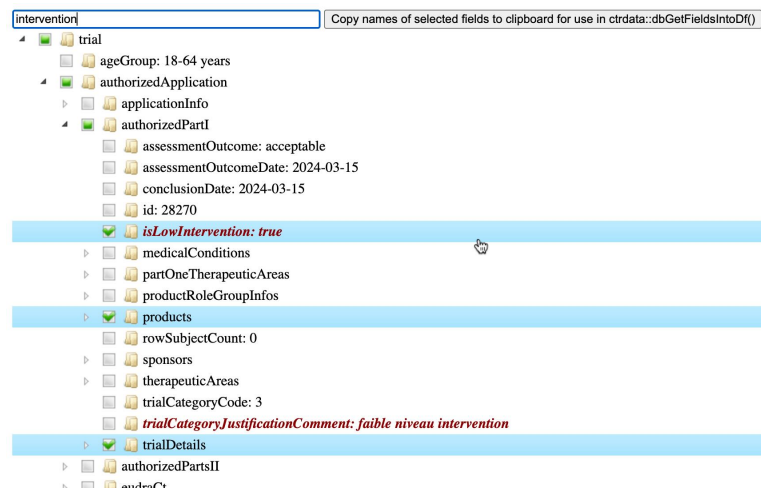 intervention
Copy names of selected fields to clipboard for use in ctrdata::dbGetFieldsIntoDf()
trial
ageGroup: 18-64 years
authorizedApplication
applicationInfo
authorizedPartI
assessmentOutcome: acceptable
assessmentOutcomeDate: 2024-03-15
conclusionDate: 2024-03-15
id: 28270
isLowIntervention: true
medicalConditions
partOneTherapeuticAreas
productRoleGroupInfos
products
rowSubjectCount: 0
sponsors
therapeuticAreas
trialCategoryCode: 3
trialCategoryJustificationComment: faible niveau intervention
trialDetails
authorizedPartsII
eudraCt